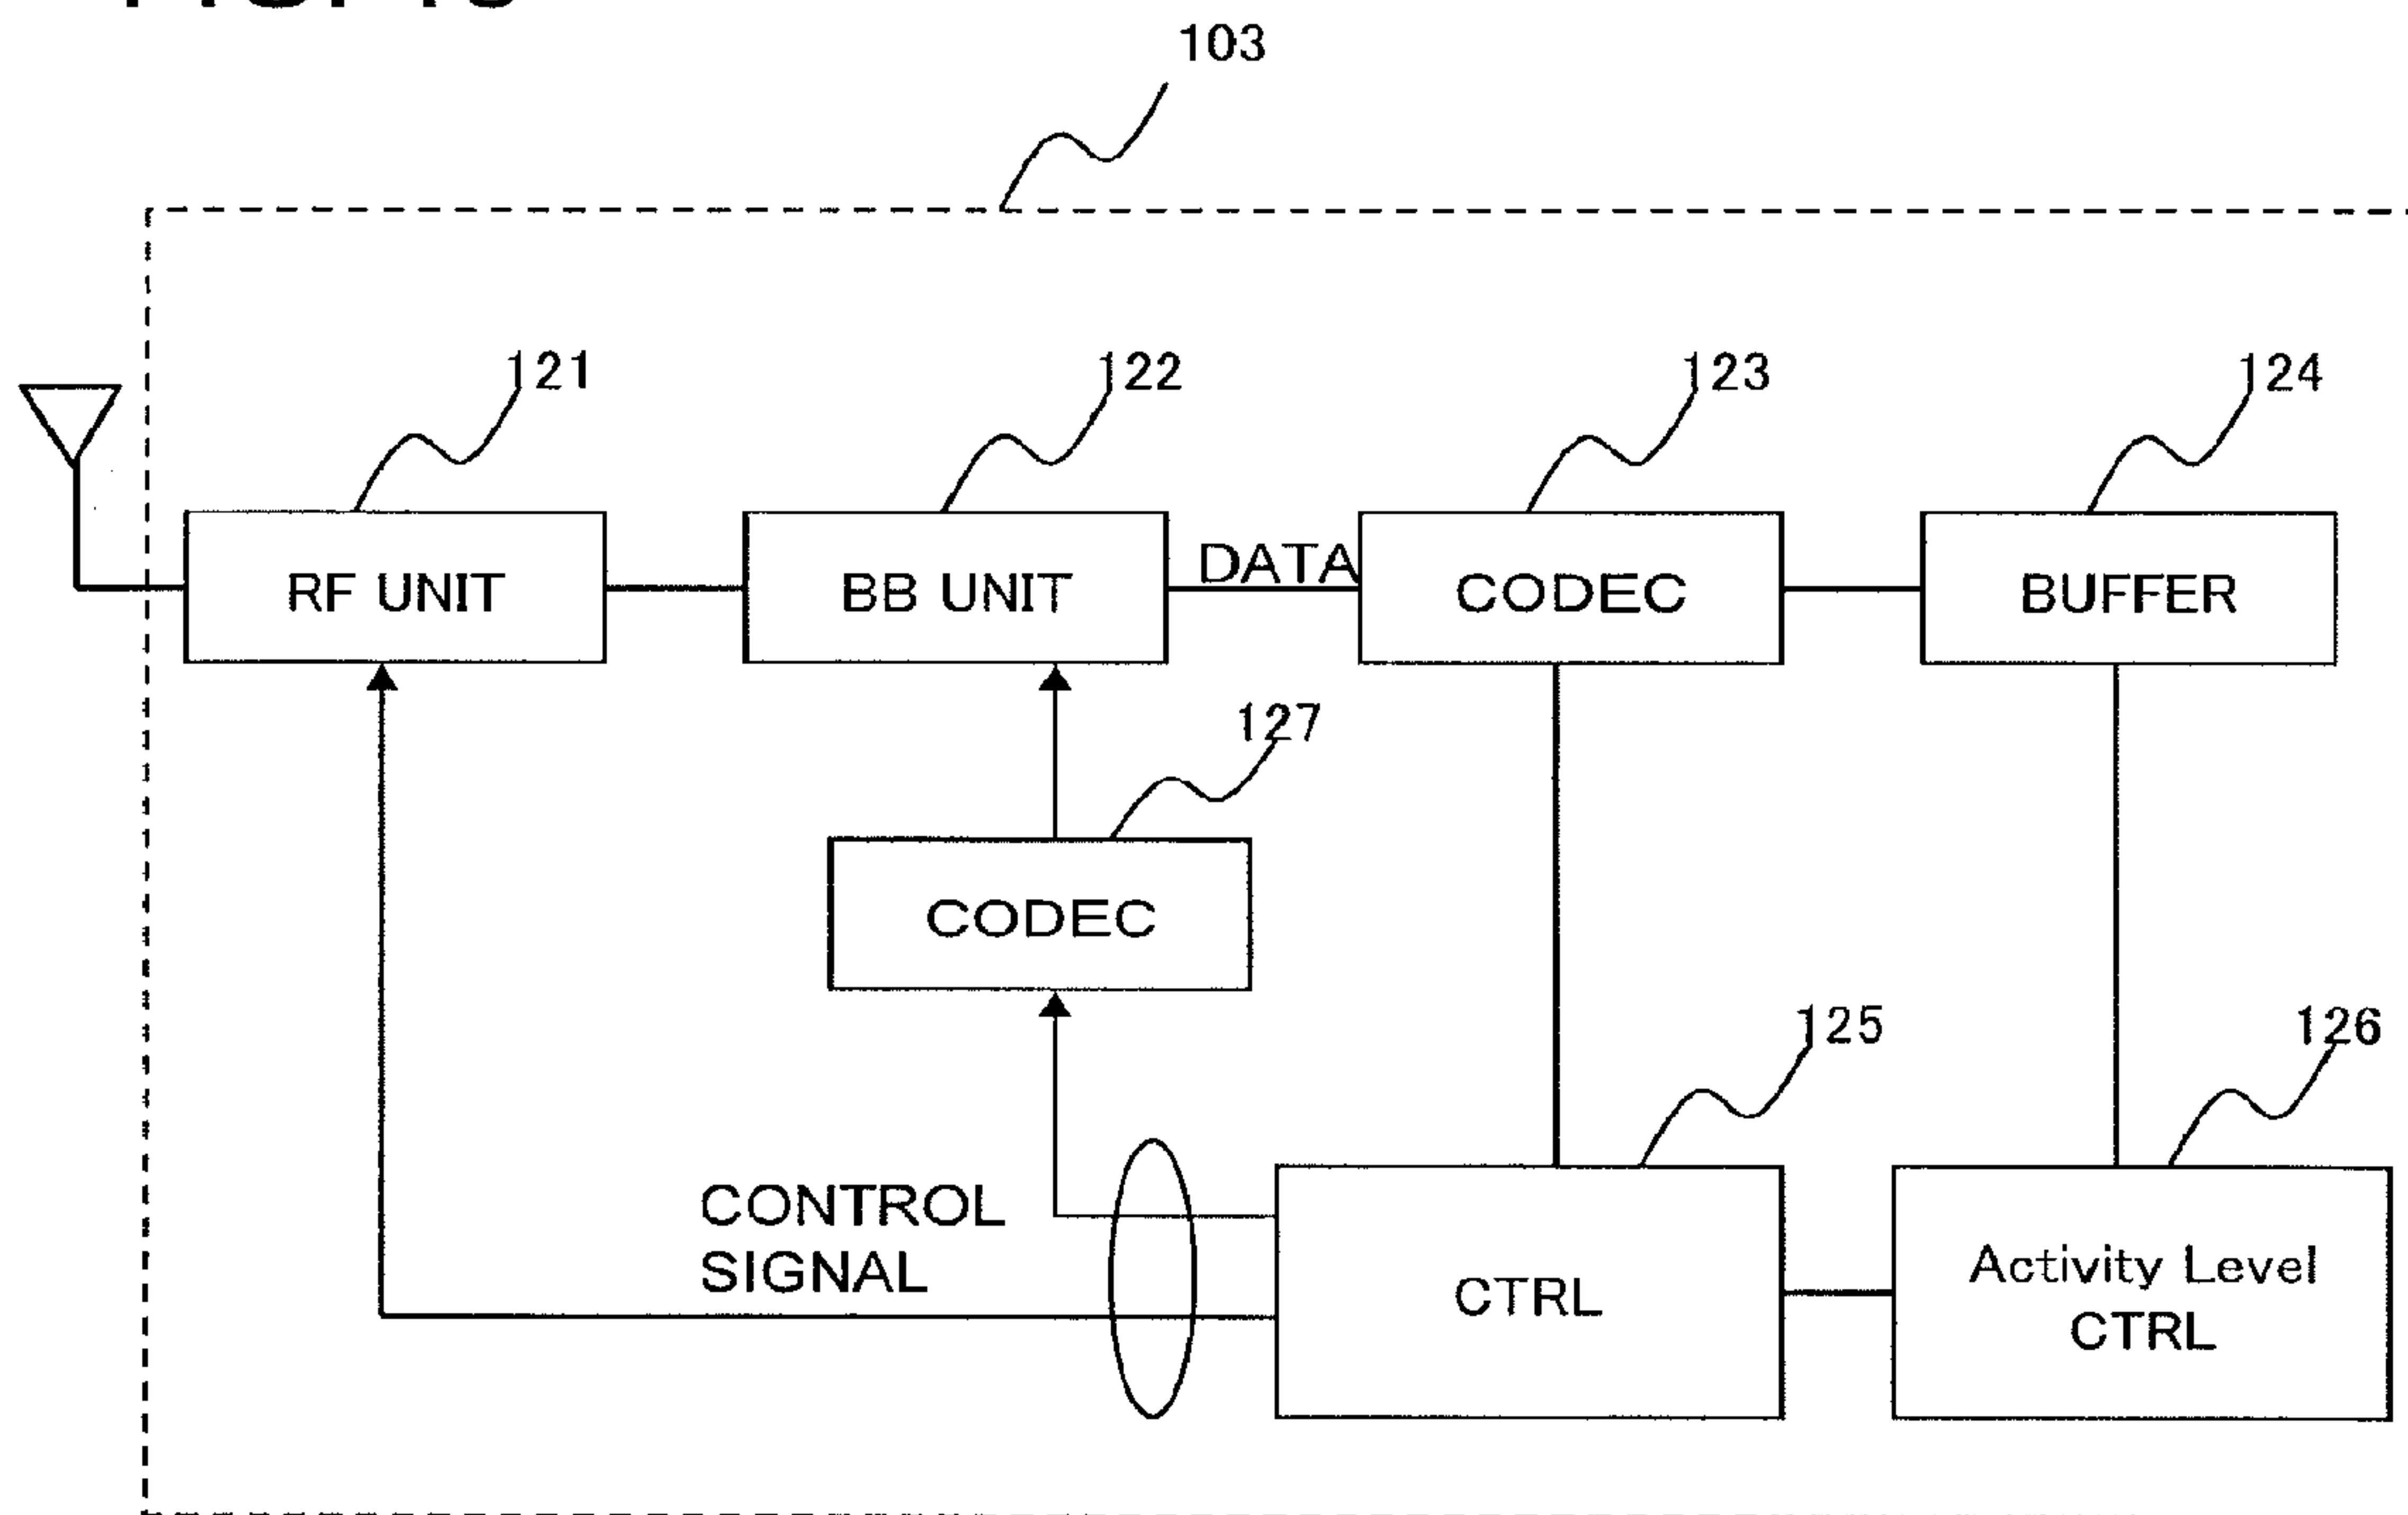 103
121
122
123
124
RF UNIT
BB UNIT
DATA
CODEC
BUFFER
127
CODEC
125
126
CONTROL
SIGNAL
CTRL
Activity Level
CTRL